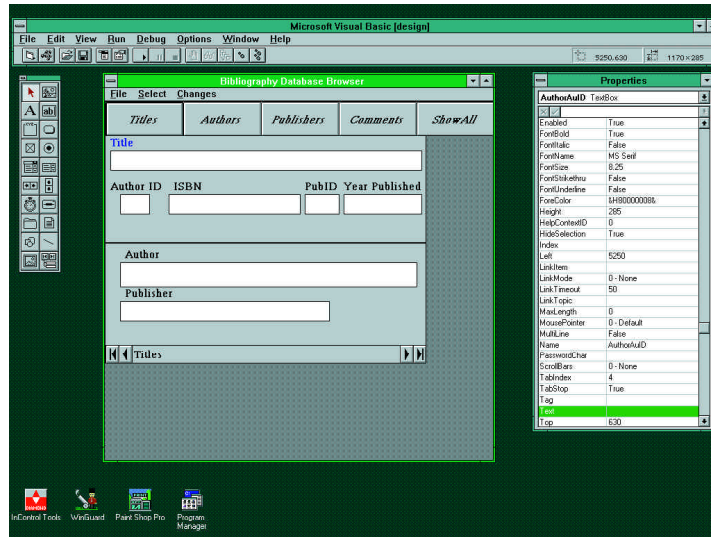 Microsoft Visual Basic [design]
File Edit View Run Debug Options Window Help
5250,630 1170×285
Bibliography Database Browser
File Select Changes
Titles Authors Publishers Comments ShowAll
Title
Author ID ISBN PubID Year Published
Author
Publisher
Titles
A ab
Properties
AuthorAuID TextBox
Enabled True
FontBold True
FontItalic False
FontName MS Serif
FontSize 8.25
FontStrikethru False
FontUnderline False
ForeColor &H80000008&
Height 285
HelpContextID 0
HideSelection True
Index
Left 5250
LinkItem
LinkMode 0 - None
LinkTimeout 50
LinkTopic
MaxLength 0
MousePointer 0 - Default
MultiLine False
Name AuthorAuID
PasswordChar
ScrollBars 0 - None
TabIndex 4
TabStop True
Tag
Text
Top 630
InControl Tools WinGuard Paint Shop Pro Program
Manager